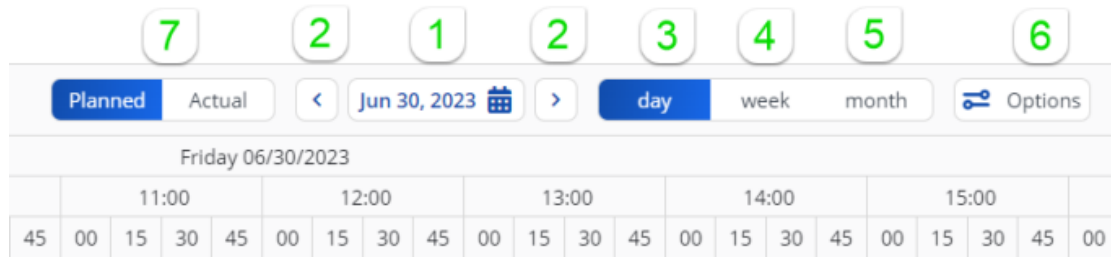 7 2 1 2 3 4 5 6
Planned Actual < Jun 30, 2023 > day week month Options
Friday 06/30/2023
11:00 12:00 13:00 14:00 15:00
45 00 15 30 45 00 15 30 45 00 15 30 45 00 15 30 45 00 15 30 45 00